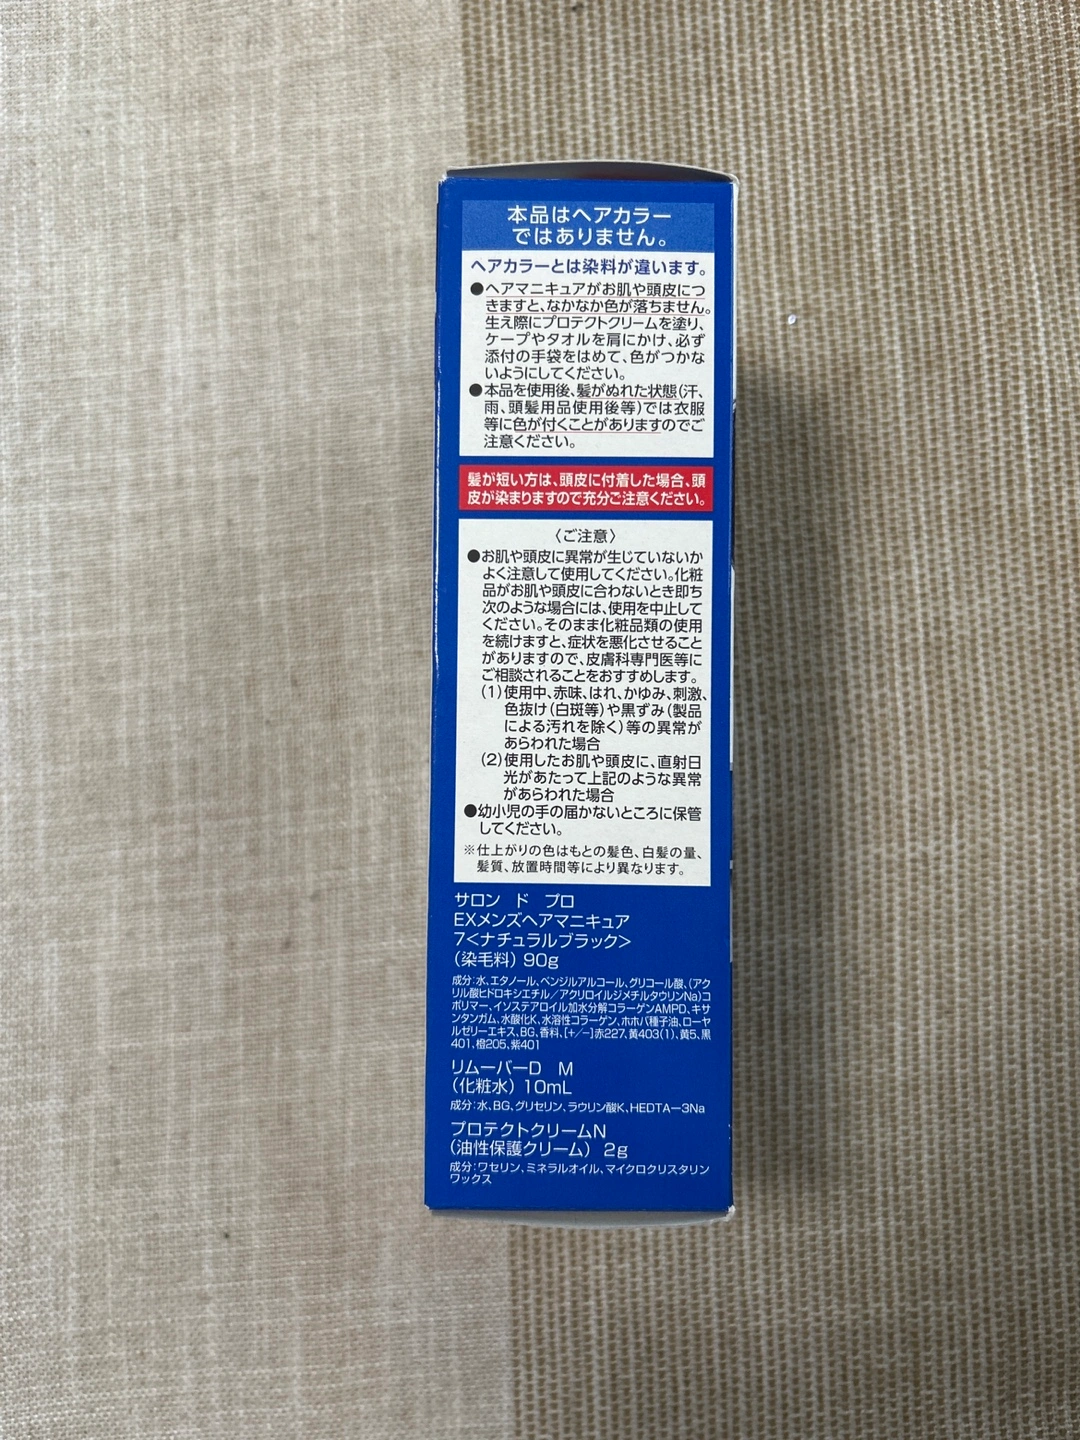 本品はヘアカラー
ではありません。
ヘアカラーとは染料が違います。
●ヘアマニキュアがお肌や頭皮につ
きますと、なかなか色が落ちません。
生え際にプロテクトクリームを塗り、
ケープやタオルを肩にかけ、必ず
添付の手袋をはめて、色がつかな
いようにしてください。
●本品を使用後、髪がぬれた状態(汗、
雨、頭髪用品使用後等)では衣服
等に色が付くことがありますのでご
注意ください。
髪が短い方は、頭皮に付着した場合、頭
皮が染まりますので充分ご注意ください。
〈ご注意〉
●お肌や頭皮に異常が生じていないか
よく注意して使用してください。化粧
品がお肌や頭皮に合わないとき即ち
次のような場合には、使用を中止して
ください。そのまま化粧品類の使用
を続けますと、症状を悪化させること
がありますので、皮膚科専門医等に
ご相談されることをおすすめします。
(1)使用中、赤味、はれ、かゆみ、刺激、
色抜け(白斑等)や黒ずみ(製品
による汚れを除く)等の異常が
あらわれた場合
(2)使用したお肌や頭皮に、直射日
光があたって上記のような異常
があらわれた場合
●幼小児の手の届かないところに保管
してください。
※仕上がりの色はもとの髪色、白髪の量、
髪質、放置時間等により異なります。
サロン ド プロ
EXメンズヘアマニキュア
7<ナチュラルブラック>
(染毛料) 90g
成分:水、エタノール、ベンジルアルコール、グリコール酸、(アク
リル酸ヒドロキシエチル／アクリロイルジメチルタウリンNa)コ
ポリマー、イソステアロイル加水分解コラーゲンAMPD、キサ
ンタンガム、水酸化K、水溶性コラーゲン、ホホバ種子油、ローヤ
ルゼリーエキス、BG、香料、[+／−]赤227、黄403(1)、黄5、黒
401、橙205、紫401
リムーバーD M
(化粧水) 10mL
成分:水、BG、グリセリン、ラウリン酸K、HEDTA−3Na
プロテクトクリームN
(油性保護クリーム) 2g
成分:ワセリン、ミネラルオイル、マイクロクリスタリン
ワックス